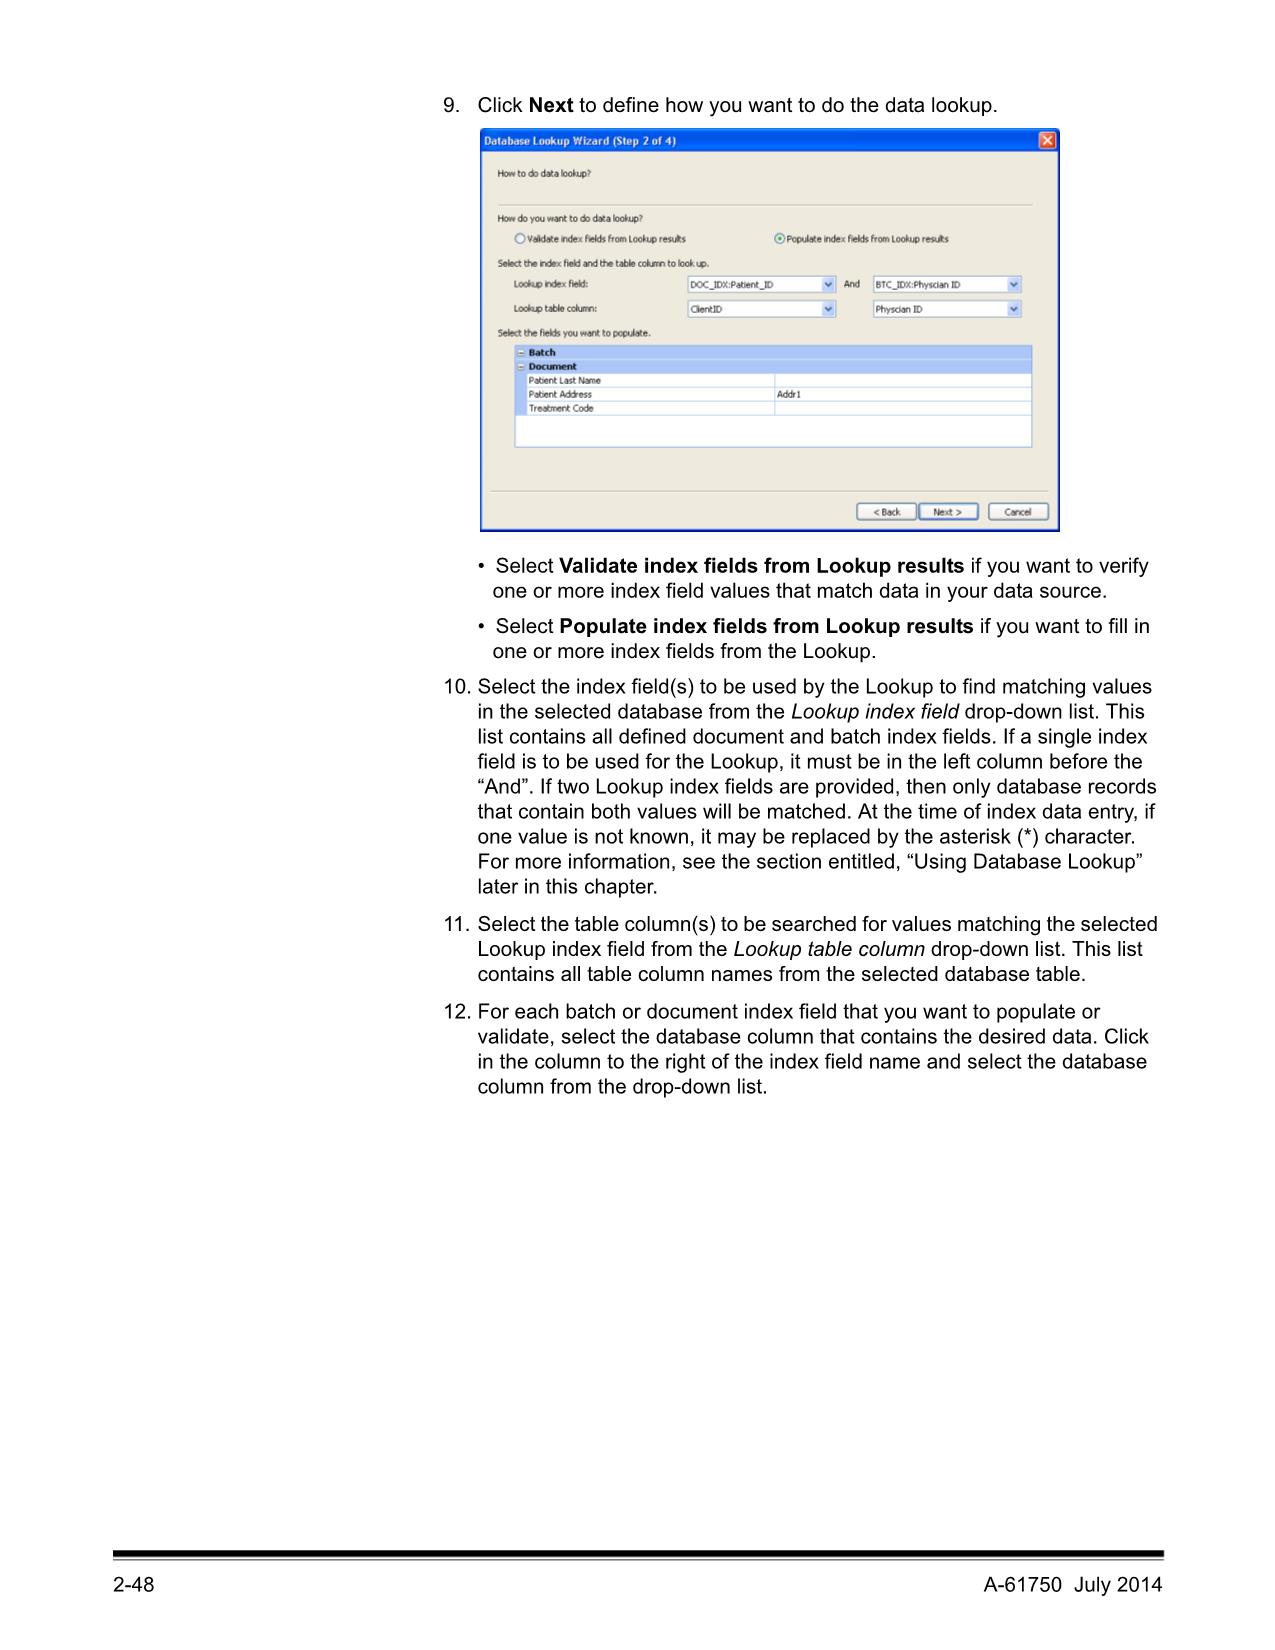 9. Click Next to define how you want to do the data lookup.
Database Lookup Wizard (Step 2 of 4)
How to do data lookup?
How do you want to do data lookup?
Validate index fields from Lookup results Populate index fields from Lookup results
Select the index field and the table column to look up.
Lookup index field: DOC_IDX:Patient_ID And BTC_IDX:Physcian ID
Lookup table column: ClientID Physcian ID
Select the fields you want to populate.
Batch
Document
Patient Last Name
Patient Address Addr1
Treatment Code
< Back Next > Cancel
• Select Validate index fields from Lookup results if you want to verify
one or more index field values that match data in your data source.
• Select Populate index fields from Lookup results if you want to fill in
one or more index fields from the Lookup.
10. Select the index field(s) to be used by the Lookup to find matching values
in the selected database from the Lookup index field drop-down list. This
list contains all defined document and batch index fields. If a single index
field is to be used for the Lookup, it must be in the left column before the
“And”. If two Lookup index fields are provided, then only database records
that contain both values will be matched. At the time of index data entry, if
one value is not known, it may be replaced by the asterisk (*) character.
For more information, see the section entitled, “Using Database Lookup”
later in this chapter.
11. Select the table column(s) to be searched for values matching the selected
Lookup index field from the Lookup table column drop-down list. This list
contains all table column names from the selected database table.
12. For each batch or document index field that you want to populate or
validate, select the database column that contains the desired data. Click
in the column to the right of the index field name and select the database
column from the drop-down list.
2-48 A-61750 July 2014